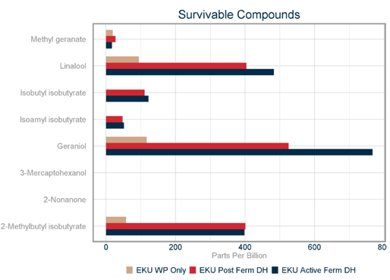 Survivable Compounds
Methyl geranate
Linalool
Isobutyl isobutyrate
Isoamyl isobutyrate
Geraniol
3-Mercaptohexanol
2-Nonanone
2-Methylbutyl isobutyrate
0 200 400 600 80
Parts Per Billion
EKU WP Only EKU Post Ferm DH EKU Active Ferm DH